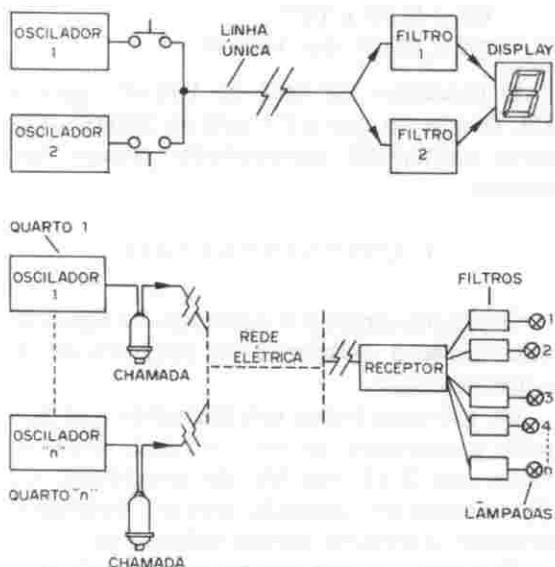 OSCILADOR
1
LINHA
ÚNICA
FILTRO
1
DISPLAY
OSCILADOR
2
FILTRO
2
QUARTO 1
OSCILADOR
1
CHAMADA
REDE
ELÉTRICA
RECEPTOR
FILTROS
1
2
3
4
n
OSCILADOR
"n"
QUARTO "n"
CHAMADA
LÂMPADAS